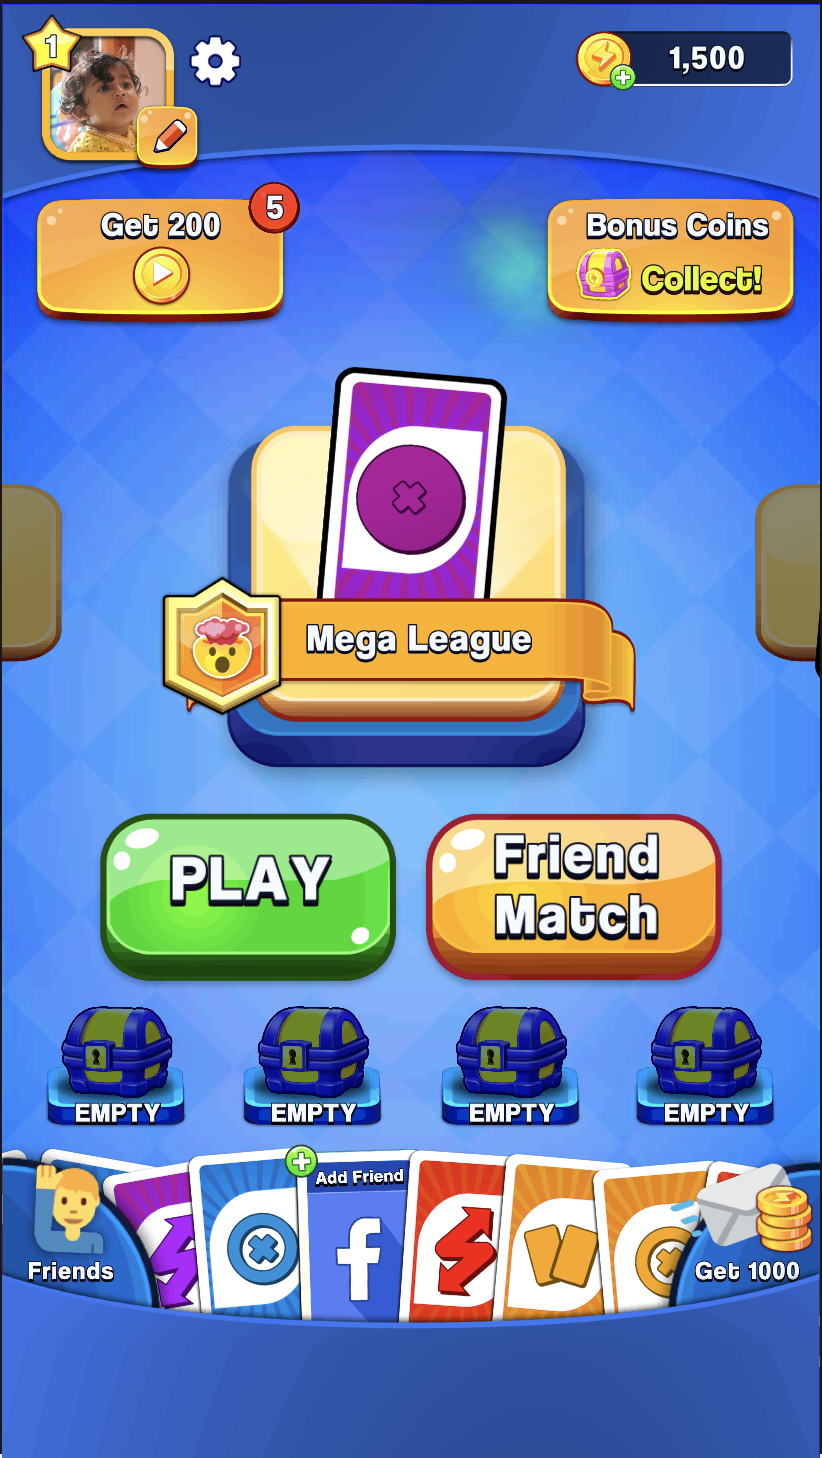 1
1,500
Get 200
5
Bonus Coins
Collect!
Mega League
PLAY
Friend
Match
EMPTY
EMPTY
EMPTY
EMPTY
Add Friend
Friends
Get 1000